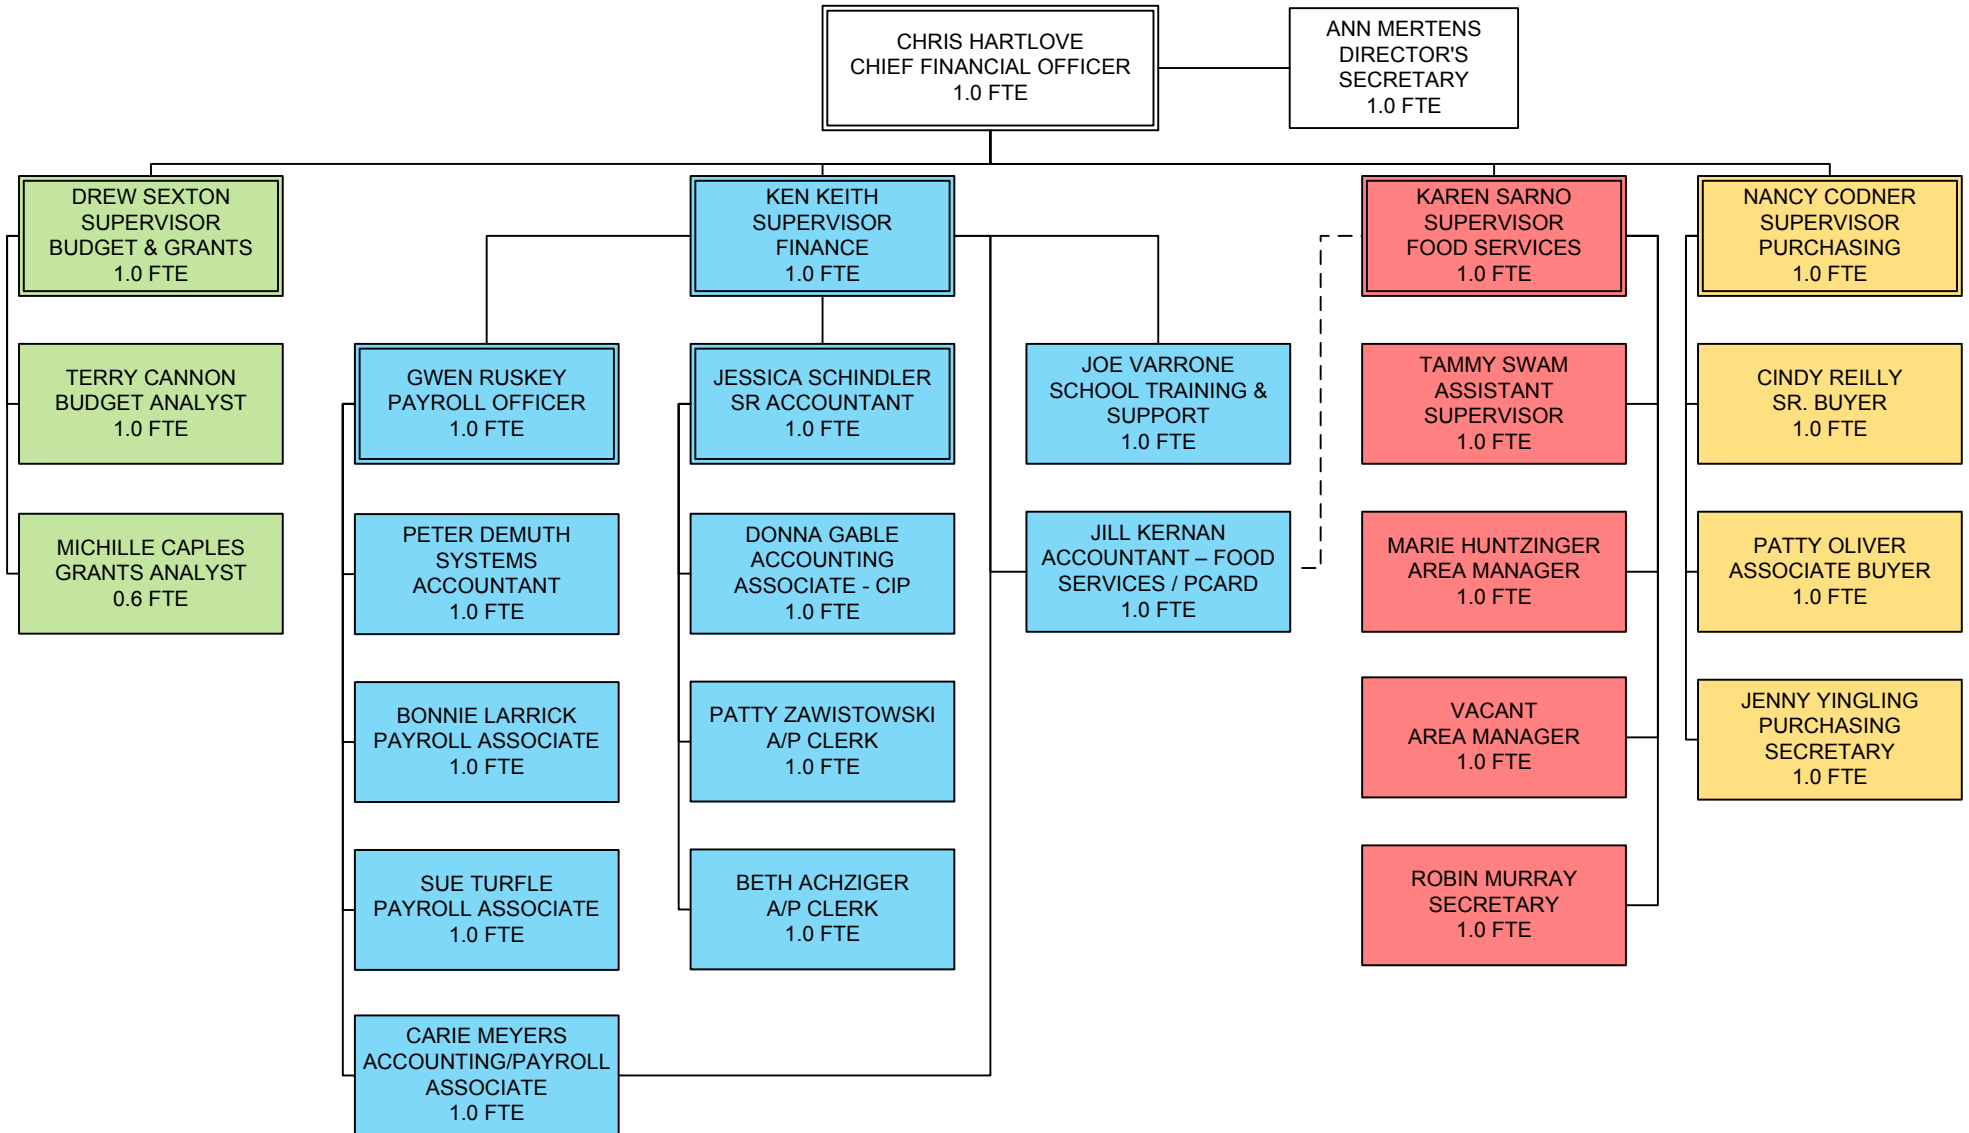 CHRIS HARTLOVE
CHIEF FINANCIAL OFFICER
1.0 FTE
ANN MERTENS
DIRECTOR'S
SECRETARY
1.0 FTE
DREW SEXTON
SUPERVISOR
BUDGET & GRANTS
1.0 FTE
KEN KEITH
SUPERVISOR
FINANCE
1.0 FTE
KAREN SARNO
SUPERVISOR
FOOD SERVICES
1.0 FTE
NANCY CODNER
SUPERVISOR
PURCHASING
1.0 FTE
TERRY CANNON
BUDGET ANALYST
1.0 FTE
GWEN RUSKEY
PAYROLL OFFICER
1.0 FTE
JESSICA SCHINDLER
SR ACCOUNTANT
1.0 FTE
JOE VARRONE
SCHOOL TRAINING &
SUPPORT
1.0 FTE
TAMMY SWAM
ASSISTANT
SUPERVISOR
1.0 FTE
CINDY REILLY
SR. BUYER
1.0 FTE
MICHILLE CAPLES
GRANTS ANALYST
0.6 FTE
PETER DEMUTH
SYSTEMS
ACCOUNTANT
1.0 FTE
DONNA GABLE
ACCOUNTING
ASSOCIATE - CIP
1.0 FTE
JILL KERNAN
ACCOUNTANT – FOOD
SERVICES / PCARD
1.0 FTE
MARIE HUNTZINGER
AREA MANAGER
1.0 FTE
PATTY OLIVER
ASSOCIATE BUYER
1.0 FTE
BONNIE LARRICK
PAYROLL ASSOCIATE
1.0 FTE
PATTY ZAWISTOWSKI
A/P CLERK
1.0 FTE
VACANT
AREA MANAGER
1.0 FTE
JENNY YINGLING
PURCHASING
SECRETARY
1.0 FTE
SUE TURFLE
PAYROLL ASSOCIATE
1.0 FTE
BETH ACHZIGER
A/P CLERK
1.0 FTE
ROBIN MURRAY
SECRETARY
1.0 FTE
CARIE MEYERS
ACCOUNTING/PAYROLL
ASSOCIATE
1.0 FTE